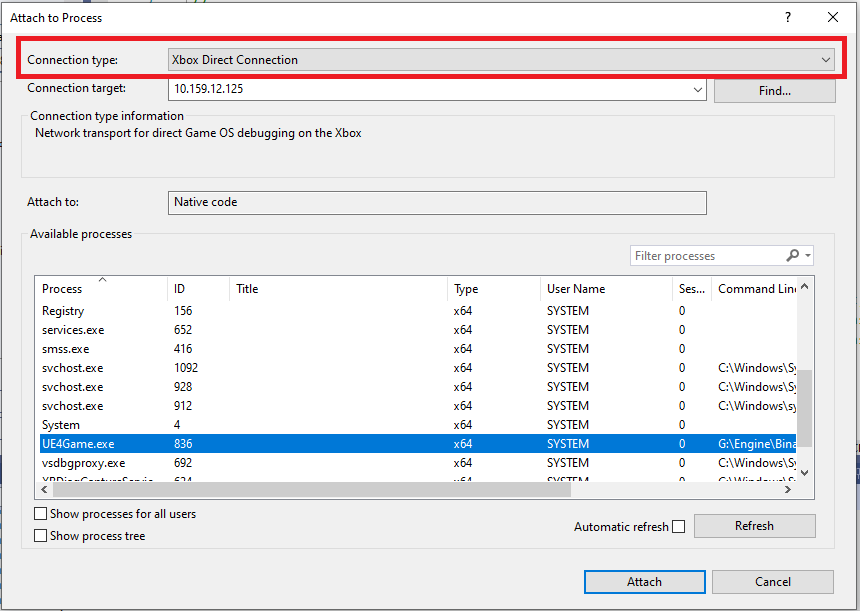 Attach to Process ?
Connection type: Xbox Direct Connection
Connection target: 10.159.12.125 Find...
Connection type information
Network transport for direct Game OS debugging on the Xbox
Attach to: Native code
Available processes
Filter processes
Process ID Title Type User Name Ses... Command Line
Registry 156 x64 SYSTEM 0
services.exe 652 x64 SYSTEM 0
smss.exe 416 x64 SYSTEM 0
svchost.exe 1092 x64 SYSTEM 0 C:\Windows\Sy
svchost.exe 928 x64 SYSTEM 0 C:\Windows\Sy
svchost.exe 912 x64 SYSTEM 0 C:\Windows\sy
System 4 x64 SYSTEM 0
UE4Game.exe 836 x64 SYSTEM 0 G:\Engine\Bina
vsdbgproxy.exe 692 x64 SYSTEM 0 C:\Windows\Sy
624 x64 SYSTEM 0 C:\Windows\Sy
Show processes for all users
Automatic refresh Refresh
Show process tree
Attach Cancel